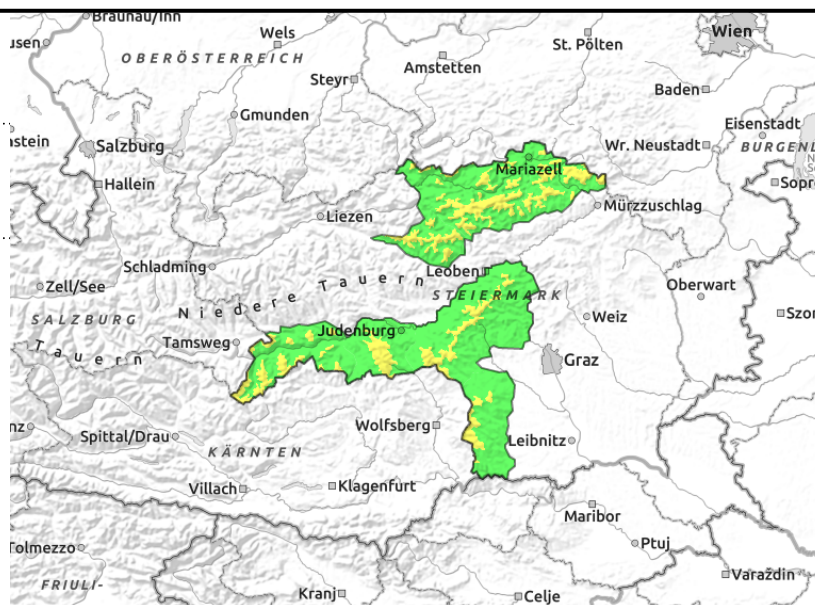 Braunau/Inn
Wels
Wien
St. Pölten
OBERÖSTERREICH
Amstetten
Steyr
Baden
Gmunden
Eisenstadt
Salzburg
Wr. Neustadt
BURGENL
Mariazell
Hallein
Sopro
Mürzzuschlag
Liezen
Schladming
Leoben
Niedere Tauern
Zell/See
STEIERMARK
Oberwart
SALZBURG
Judenburg
Weiz
Szom
Tamsweg
Tauern
Graz
Wolfsberg
Spittal/Drau
Leibnitz
KÄRNTEN
Villach
Klagenfurt
Maribor
Tolmezzo
Ptuj
FRIULI-
Varaždin
Kranj
Celje